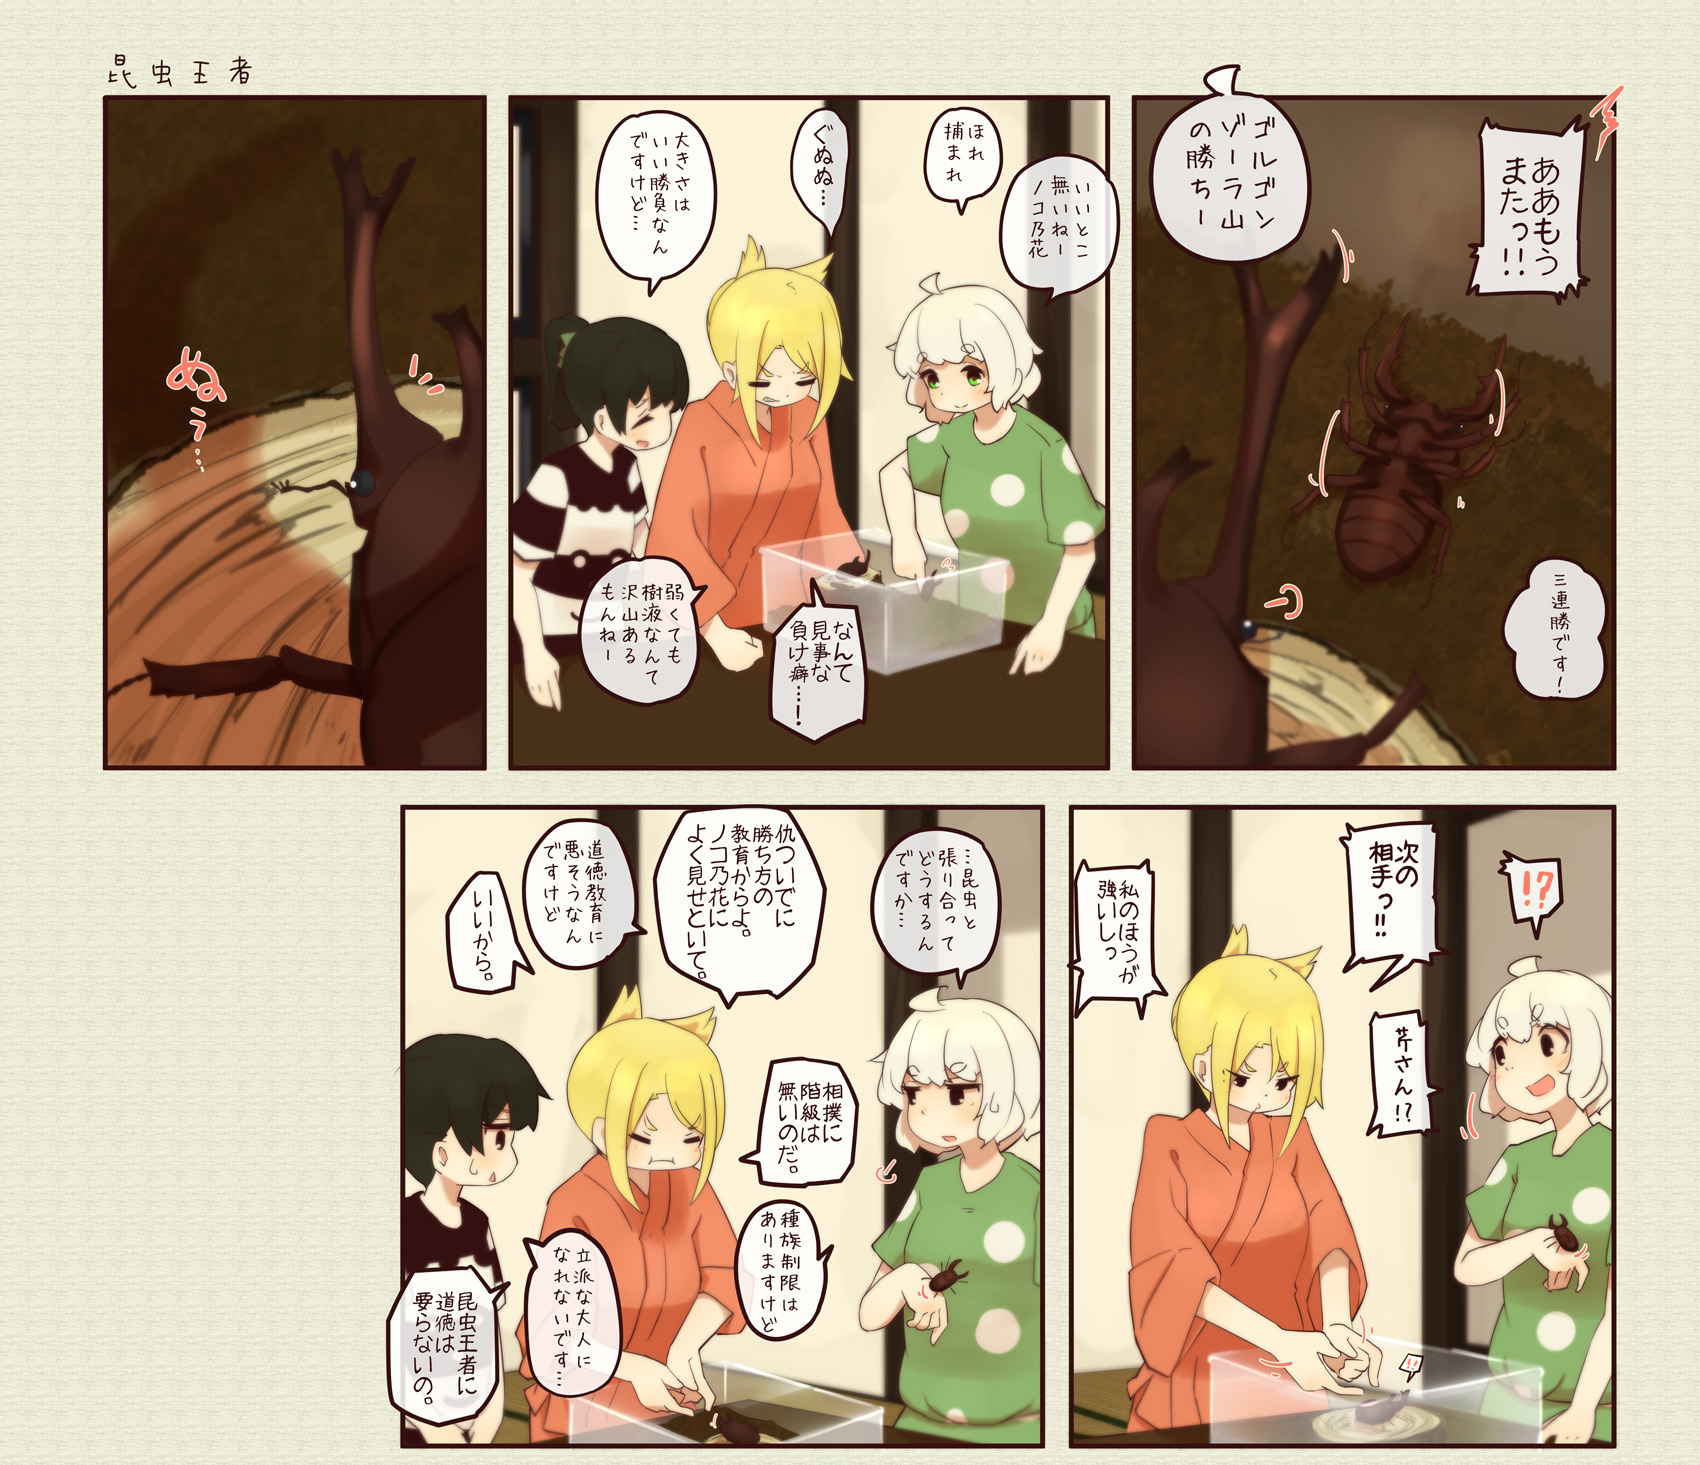 昆虫王者
ああもう
またっ!!
ゴルゴン
ゾーラ山
の勝ちー
三連勝です!
いいとこ
無いねー
ノコ乃花
ほれ
捕まれ
ぐぬぬ…
大きさは
いい勝負なん
ですけど…
なんて
見事な
負け癖…!
弱くても
樹液なんて
沢山ある
もんねー
ぬぅ…
!?
次の
相手っ!!
芹さん!?
私のほうが
強いしっ
!!
…昆虫と
張り合って
どうするん
ですか…
仇ついでに
勝ち方の
教育からよ。
ノコ乃花に
よく見せといて。
道徳教育に
悪そうなん
ですけど
いいから。
相撲に
階級は
無いのだ。
種族制限は
ありますけど
立派な大人に
なれないです…
昆虫王者に
道徳は
要らないの。